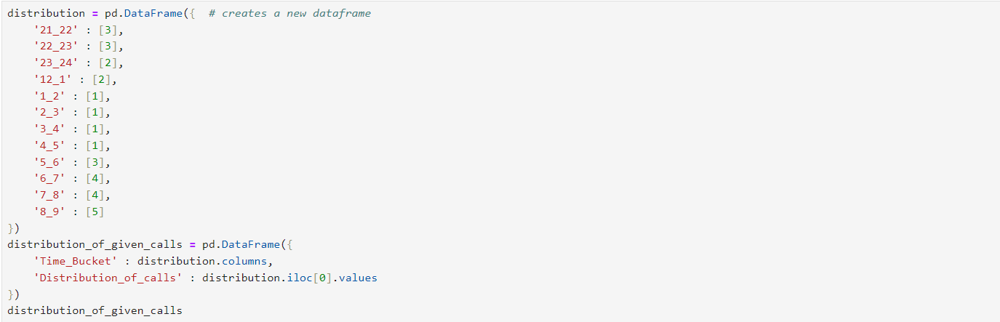 distribution = pd.DataFrame({  # creates a new dataframe
    '21_22' : [3],
    '22_23' : [3],
    '23_24' : [2],
    '12_1' : [2],
    '1_2' : [1],
    '2_3' : [1],
    '3_4' : [1],
    '4_5' : [1],
    '5_6' : [3],
    '6_7' : [4],
    '7_8' : [4],
    '8_9' : [5]
})
distribution_of_given_calls = pd.DataFrame({
    'Time_Bucket' : distribution.columns,
    'Distribution_of_calls' : distribution.iloc[0].values
})
distribution_of_given_calls